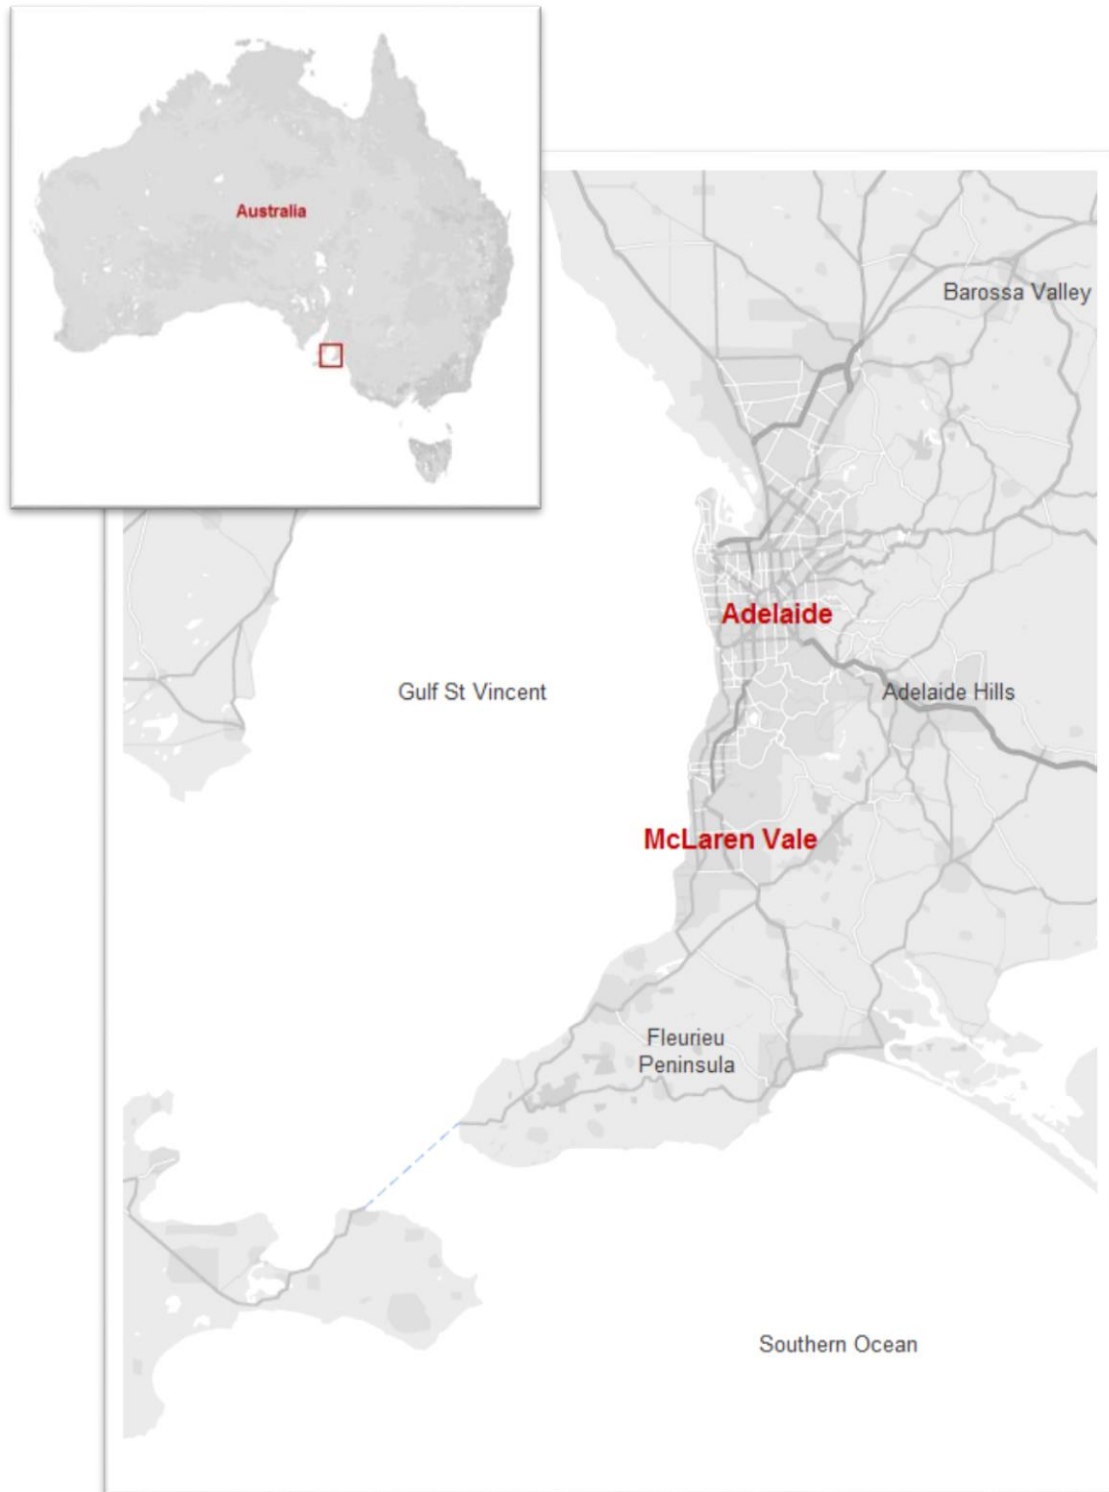 Australia
Barossa Valley
Adelaide
Gulf St Vincent
Adelaide Hills
McLaren Vale
Fleurieu
Peninsula
Southern Ocean